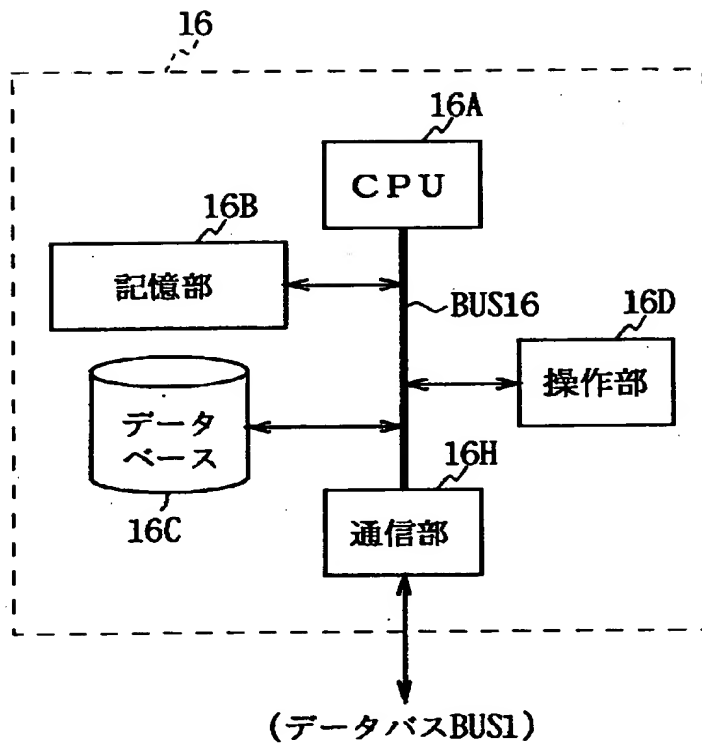 16
16A
CPU
16B
記憶部
BUS16
16D
操作部
データ
ベース
16C
16H
通信部
(データバスBUS1)